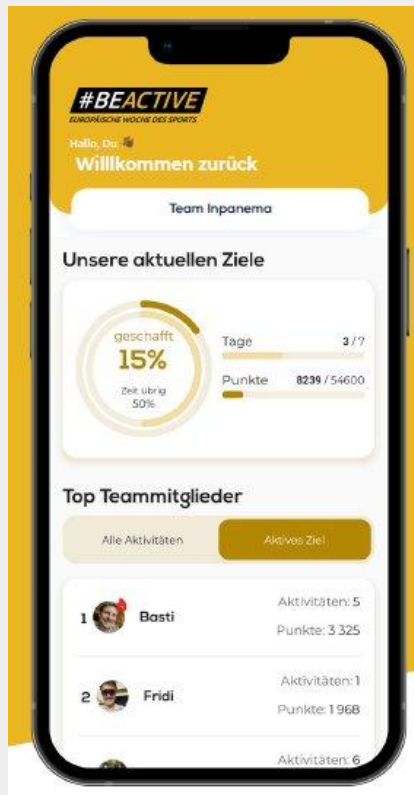 #BEACTIVE
EUROPÄISCHE WOCHE DES SPORTS
Hallo, Du
Willlkommen zurück
Team Inpanema
Unsere aktuellen Ziele
geschafft
15%
Zeit übrig
50%
Tage 3 / 7
Punkte 8239 / 54600
Top Teammitglieder
Alle Aktivitäten
Aktives Ziel
1 Basti
Aktivitäten: 5
Punkte: 3 325
2 Fridi
Aktivitäten: 1
Punkte: 1 968
Aktivitäten: 6